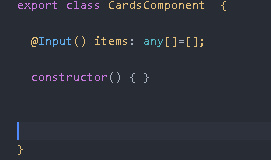 export class CardsComponent  {
@Input() items: any[]=[];
constructor() { }
}